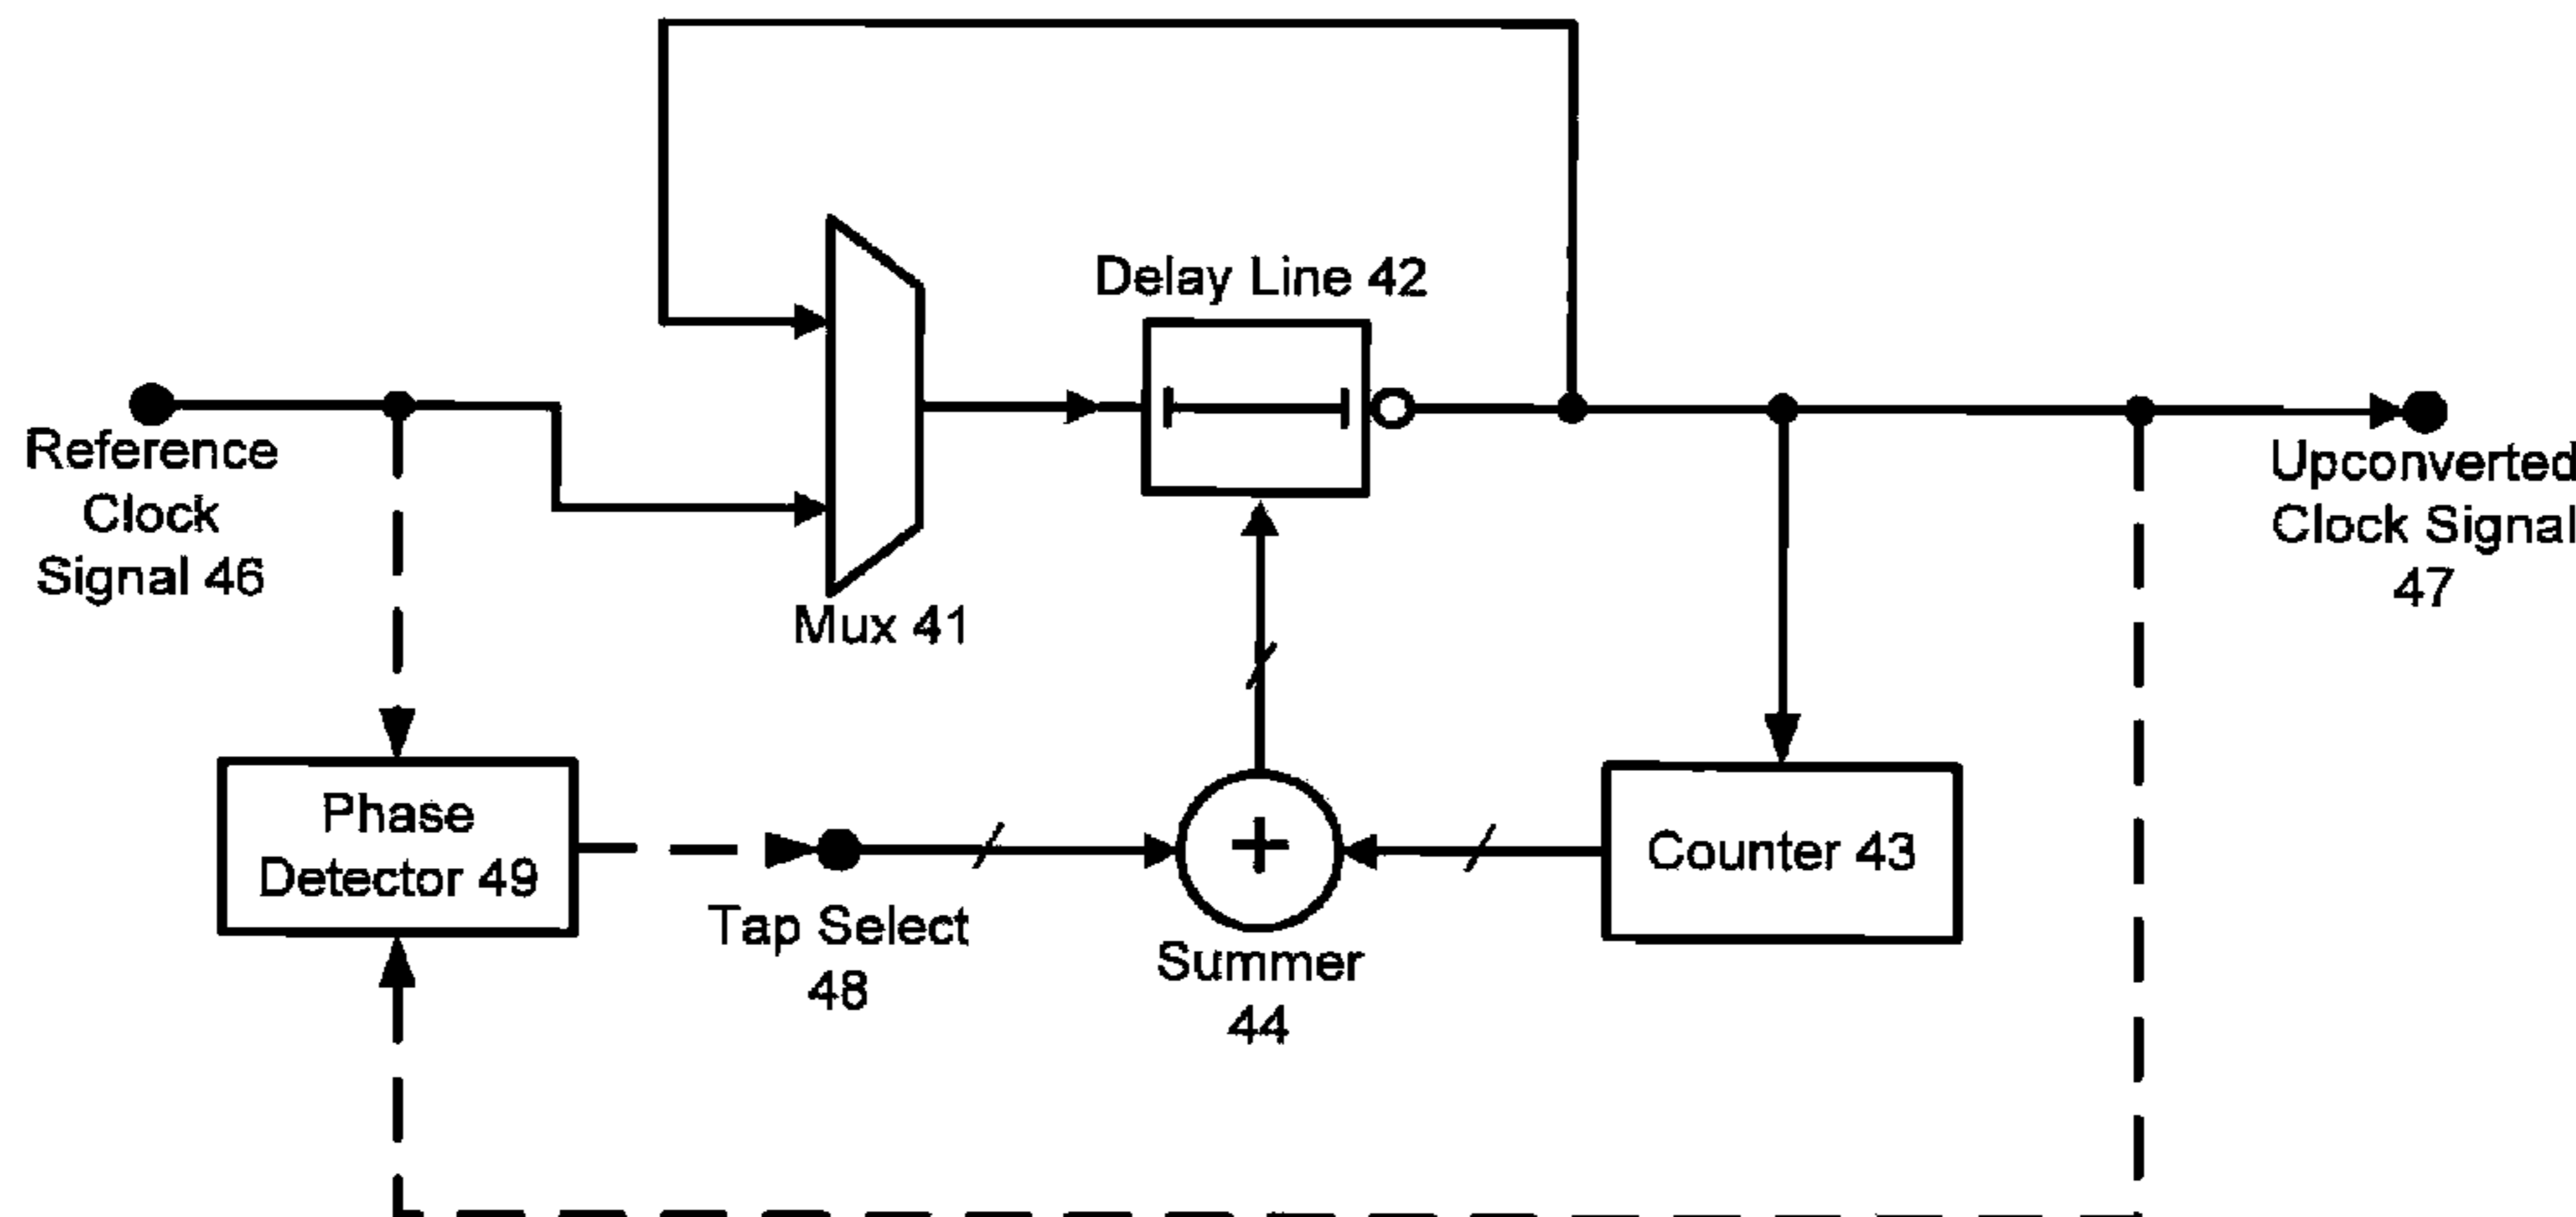 Delay Line 42
Reference
Clock
Signal 46
Upconverted
Clock Signal
47
Mux 41
Phase
Detector 49
Tap Select
48
+
Summer
44
Counter 43